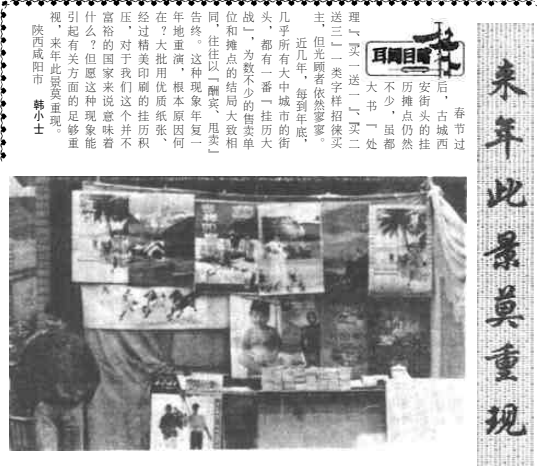 来年此景莫重现
耳闻目睹
春节过
后，古城西
安街头的挂
历摊点仍然
不少，虽都
大书『处
理』、『买一送一』、『买二
送三』一类字样招徕买
主，但光顾者依然寥寥。
近几年，每到年底，
几乎所有大中城市的街
头，都有一番『挂历大
战』，为数不少的售卖单
位和摊点的结局大致相
同，往往以『酬宾、甩卖』
告终。这种现象年复一
年地重演，根本原因何
在？大批用优质纸张、
经过精美印刷的挂历积
压，对于我们这个并不
富裕的国家来说意味着
什么？但愿这种现象能
引起有关方面的足够重
视，来年此景莫重现。
陕西咸阳市 韩小士